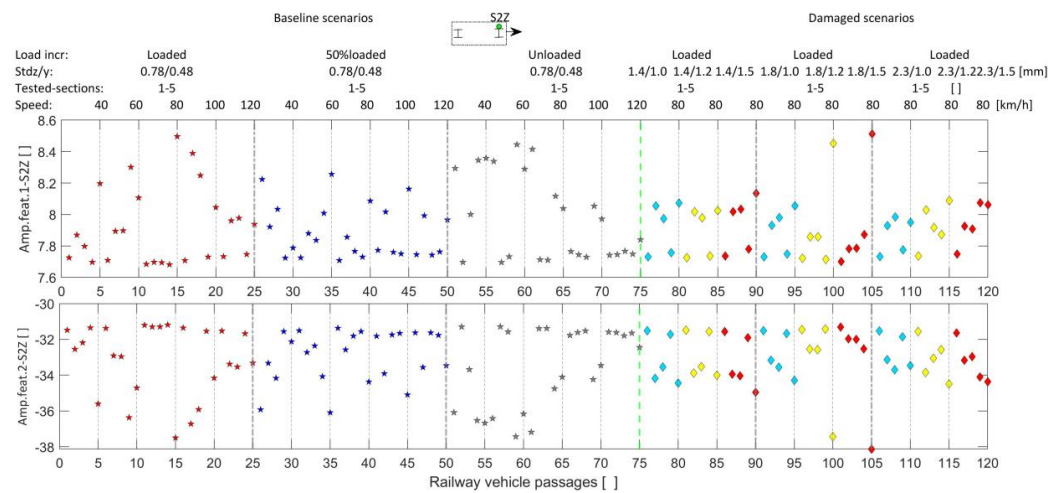 Baseline scenarios S2Z Damaged scenarios
Load incr: Loaded 50%loaded Unloaded Loaded Loaded Loaded
Stdz/y: 0.78/0.48 0.78/0.48 0.78/0.48 1.4/1.0 1.4/1.2 1.4/1.5 1.8/1.0 1.8/1.2 1.8/1.5 2.3/1.0 2.3/1.22.3/1.5 [mm]
Tested-sections: 1-5 1-5 1-5 1-5 1-5 1-5 [ ]
Speed: 40 60 80 100 120 40 60 80 100 120 40 60 80 100 120 80 80 80 80 80 80 80 80 80 [km/h]
Amp.feat.1-S2Z [ ]
8.6
8.4
8.2
8
7.8
7.6
Amp.feat.2-S2Z [ ]
-30
-32
-34
-36
-38
0 5 10 15 20 25 30 35 40 45 50 55 60 65 70 75 80 85 90 95 100 105 110 115 120
Railway vehicle passages [ ]